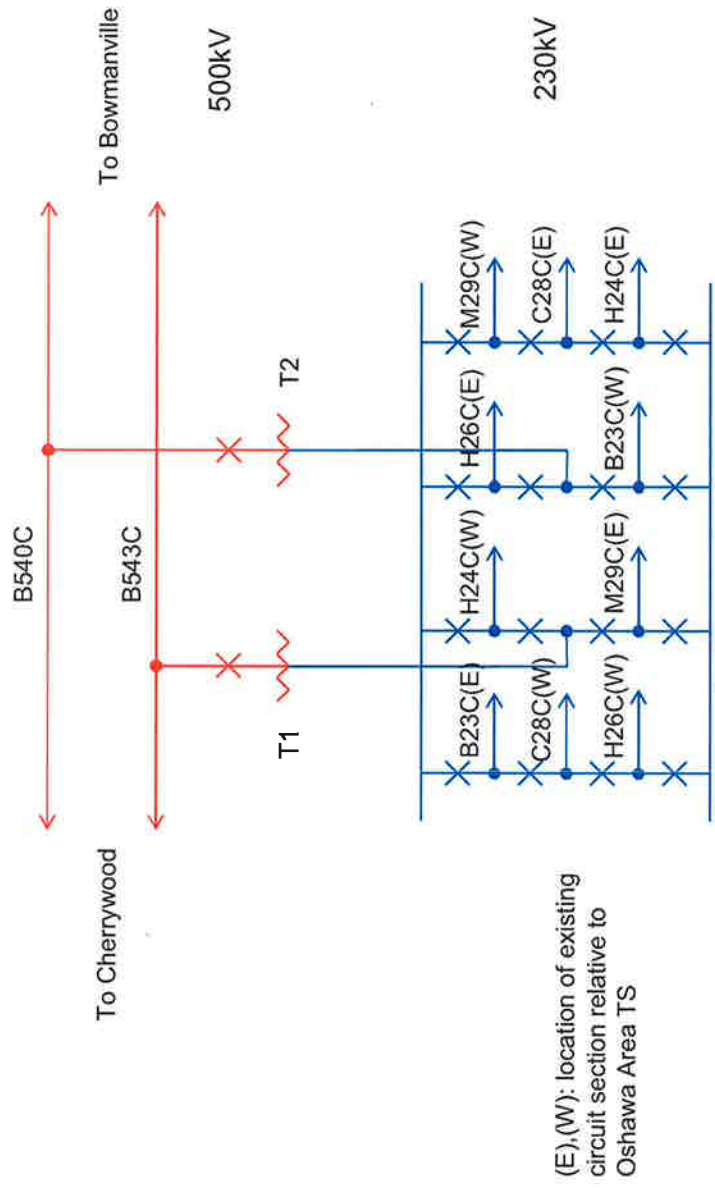 B540C
B543C
To Cherrywood
To Bowmanville
500kV
T1
T2
230kV
B23C(E)
H24C(W)
H26C(E)
M29C(W)
C28C(W)
C28C(E)
H26C(W)
M29C(E)
B23C(W)
H24C(E)
(E),(W): location of existing
circuit section relative to
Oshawa Area TS